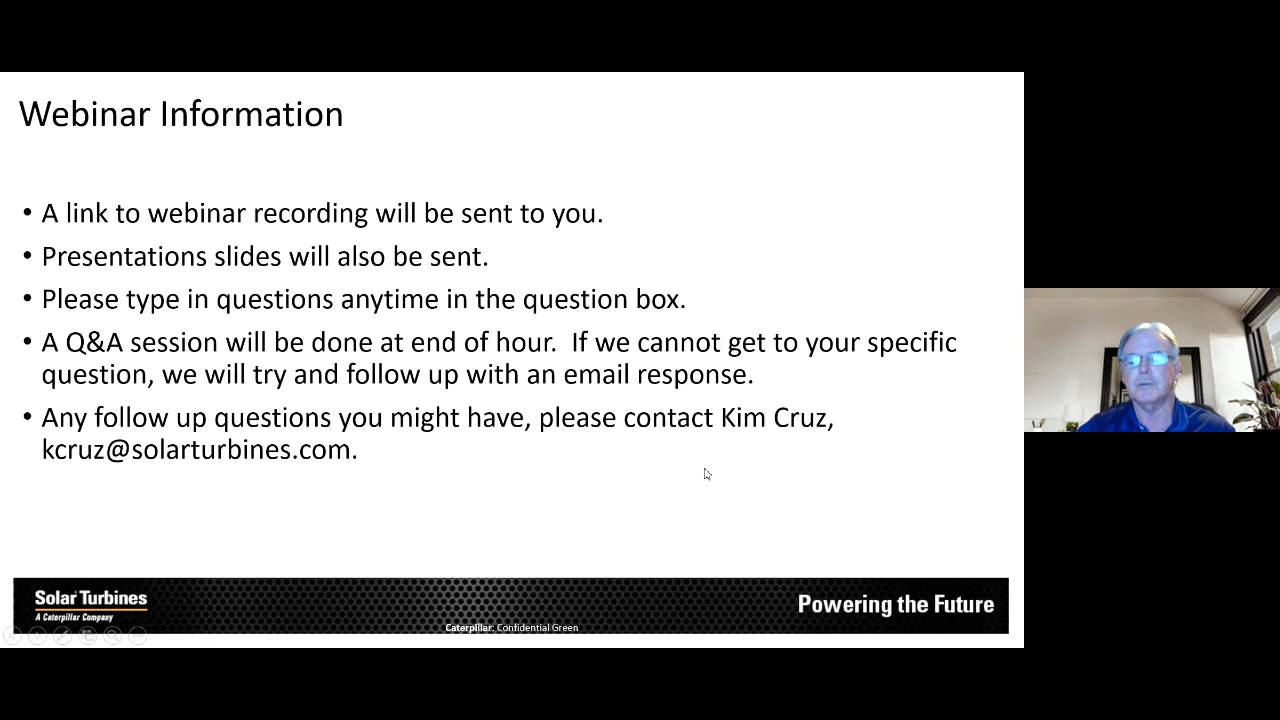 Webinar Information
• A link to webinar recording will be sent to you.
• Presentations slides will also be sent.
• Please type in questions anytime in the question box.
• A Q&A session will be done at end of hour.  If we cannot get to your specific
question, we will try and follow up with an email response.
• Any follow up questions you might have, please contact Kim Cruz,
kcruz@solarturbines.com.
Solar Turbines
A Caterpillar Company
Powering the Future
Caterpillar: Confidential Green